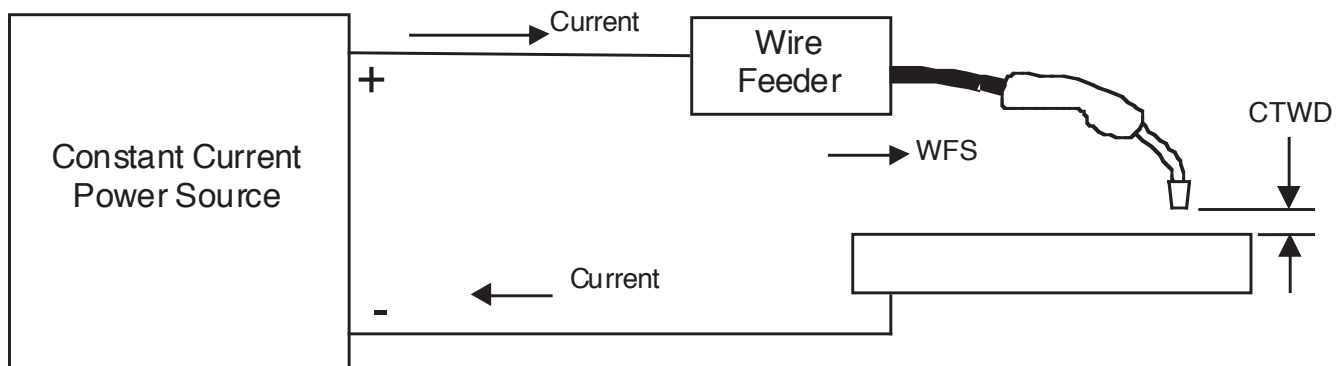 Current
Wire
Feeder
+
CTWD
Constant Current
Power Source
WFS
Current
-